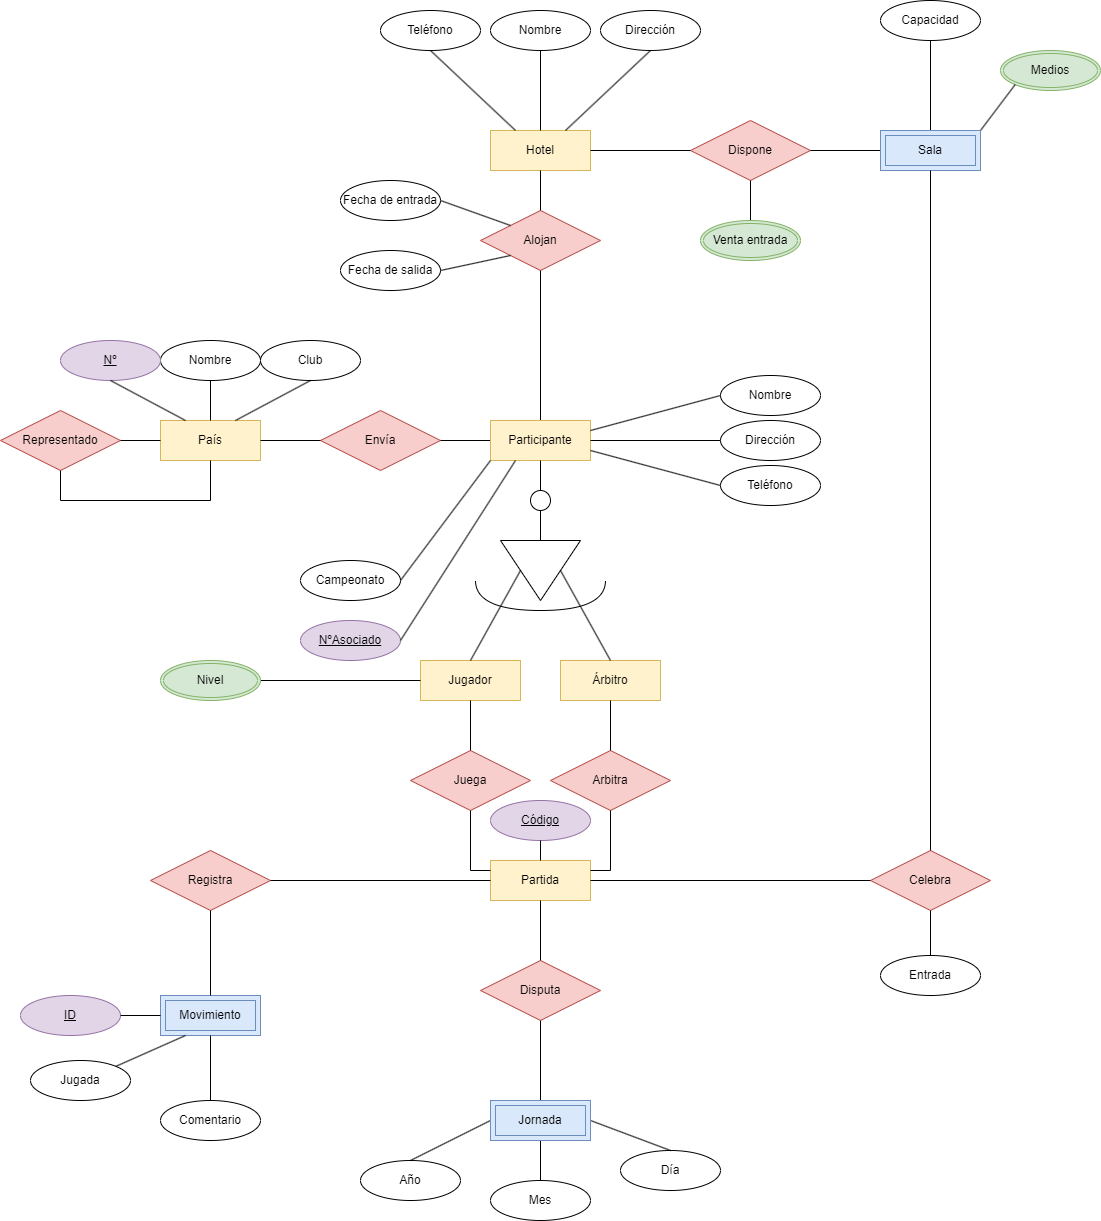 Capacidad
Teléfono
Nombre
Dirección
Medios
Hotel
Dispone
Sala
Fecha de entrada
Alojan
Venta entrada
Fecha de salida
Nº
Nombre
Club
Nombre
Representado
País
Envía
Participante
Dirección
Teléfono
Campeonato
NºAsociado
Nivel
Jugador
Árbitro
Juega
Arbitra
Código
Registra
Partida
Celebra
Entrada
Disputa
ID
Movimiento
Jugada
Comentario
Jornada
Año
Mes
Día